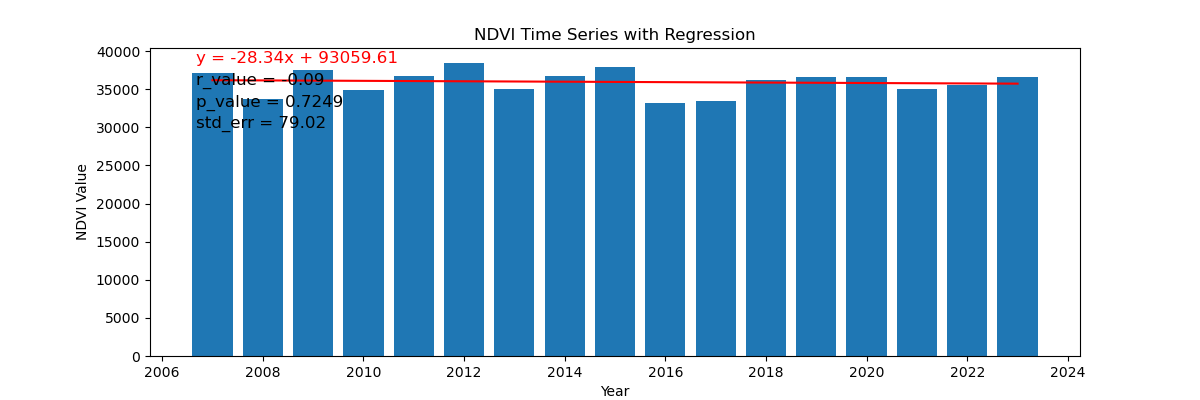 NDVI Time Series with Regression
y = -28.34x + 93059.61
r_value = -0.09
p_value = 0.7249
std_err = 79.02
NDVI Value
40000
35000
30000
25000
20000
15000
10000
5000
0
2006 2008 2010 2012 2014 2016 2018 2020 2022 2024
Year